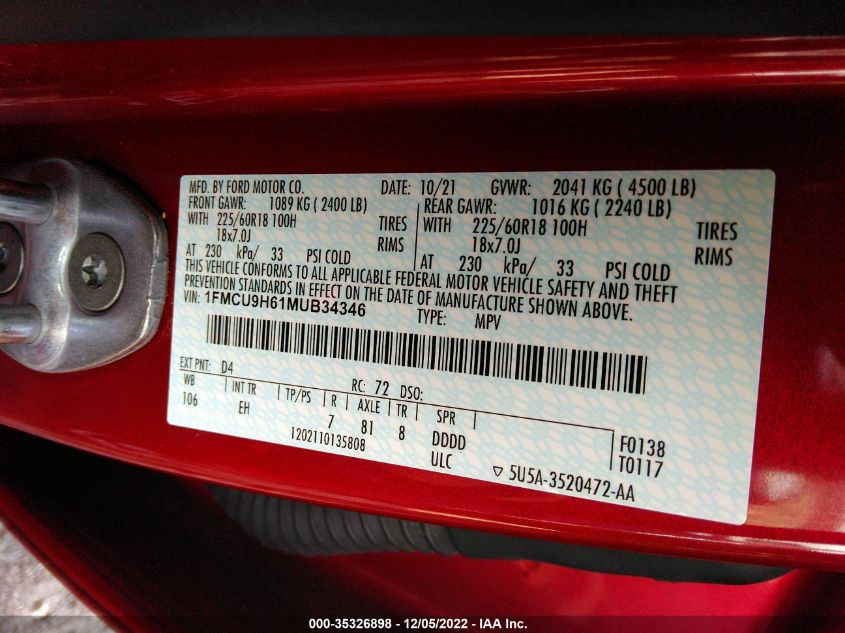 MFD. BY FORD MOTOR CO. DATE: 10/21 GVWR: 2041 KG ( 4500 LB)
FRONT GAWR: 1089 KG ( 2400 LB) REAR GAWR: 1016 KG ( 2240 LB)
WITH 225/60R18 100H TIRES WITH 225/60R18 100H TIRES
18x7.0J RIMS 18x7.0J RIMS
AT 230 kPa/ 33 PSI COLD AT 230 kPa/ 33 PSI COLD
THIS VEHICLE CONFORMS TO ALL APPLICABLE FEDERAL MOTOR VEHICLE SAFETY AND THEFT
PREVENTION STANDARDS IN EFFECT ON THE DATE OF MANUFACTURE SHOWN ABOVE.
VIN: 1FMCU9H61MUB34346 TYPE: MPV
EXT PNT: D4 RC: 72 DSO:
WB INT TR TP/PS R AXLE TR SPR
106 EH 7 81 8 DDDD F0138
1202110135808 ULC T0117
▽ 5U5A-3520472-AA
000-35326898 - 12/05/2022 - IAA Inc.